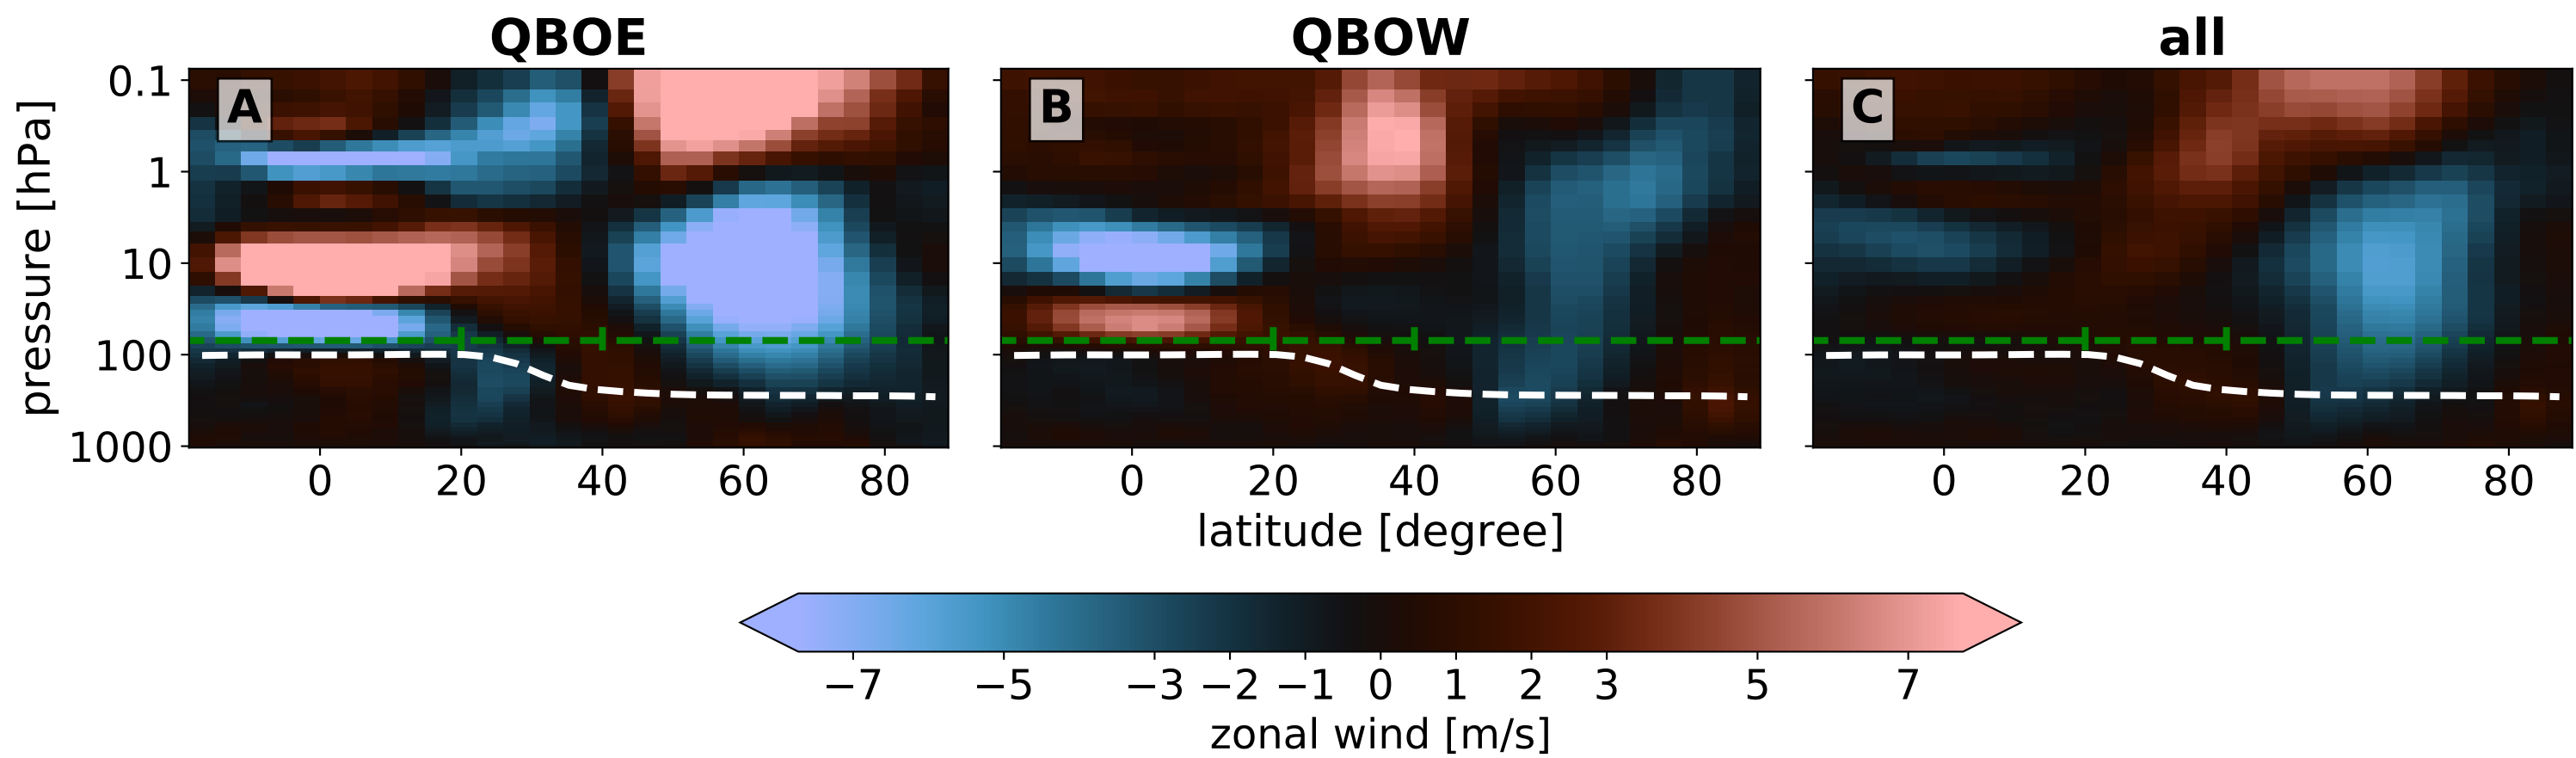 QBOE QBOW all
A B C
pressure [hPa]
0.1
1
10
100
1000
0 20 40 60 80 0 20 40 60 80 0 20 40 60 80
latitude [degree]
−7 −5 −3 −2 −1 0 1 2 3 5 7
zonal wind [m/s]